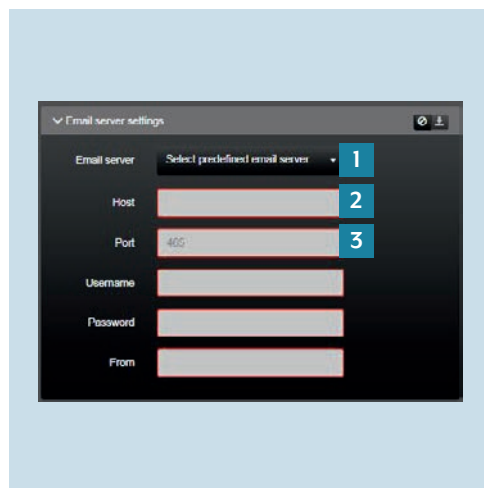 Email server settings
Email server Select predefined email server 1
Host 2
Port 465 3
Username
Password
From